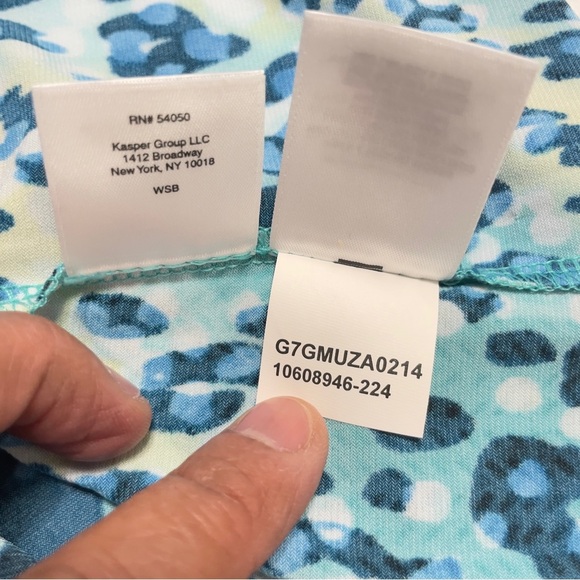 RN# 54050
Kasper Group LLC
1412 Broadway
New York, NY 10018
WSB
G7GMUZA0214
10608946-224